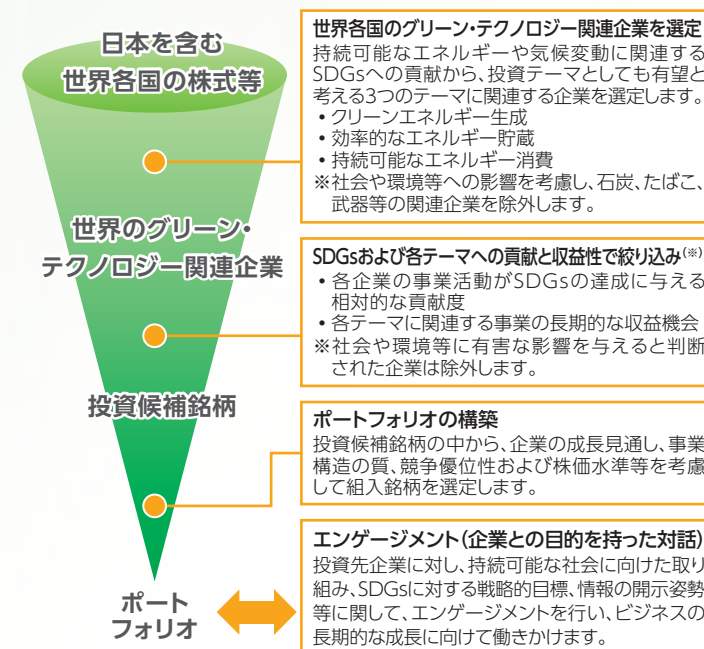 日本を含む
世界各国の株式等
世界のグリーン・
テクノロジー関連企業
投資候補銘柄
ポート
フォリオ
世界各国のグリーン・テクノロジー関連企業を選定
持続可能なエネルギーや気候変動に関連する
SDGsへの貢献から、投資テーマとしても有望と
考える3つのテーマに関連する企業を選定します。
・クリーンエネルギー生成
・効率的なエネルギー貯蔵
・持続可能なエネルギー消費
※社会や環境等への影響を考慮し、石炭、たばこ、
武器等の関連企業を除外します。
SDGsおよび各テーマへの貢献と収益性で絞り込み(※)
・各企業の事業活動がSDGsの達成に与える
相対的な貢献度
・各テーマに関連する事業の長期的な収益機会
※社会や環境等に有害な影響を与えると判断
された企業は除外します。
ポートフォリオの構築
投資候補銘柄の中から、企業の成長見通し、事業
構造の質、競争優位性および株価水準等を考慮
して組入銘柄を選定します。
エンゲージメント(企業との目的を持った対話)
投資先企業に対し、持続可能な社会に向けた取り
組み、SDGsに対する戦略的目標、情報の開示姿勢
等に関して、エンゲージメントを行い、ビジネスの
長期的な成長に向けて働きかけます。